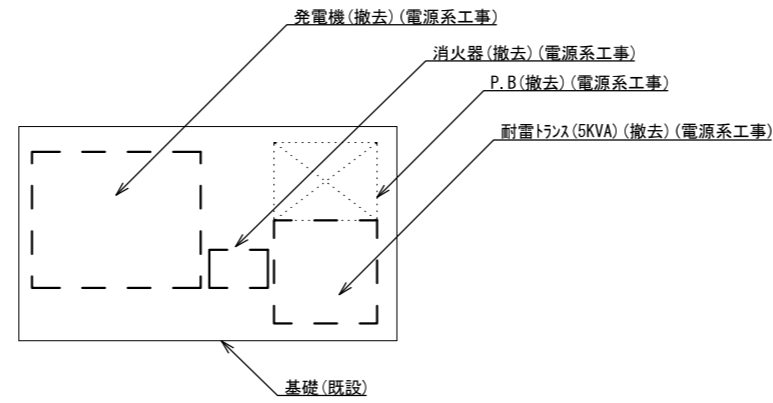 発電機(撤去)(電源系工事)
消火器(撤去)(電源系工事)
P.B(撤去)(電源系工事)
耐雷ﾄﾗﾝｽ(5KVA)(撤去)(電源系工事)
基礎(既設)